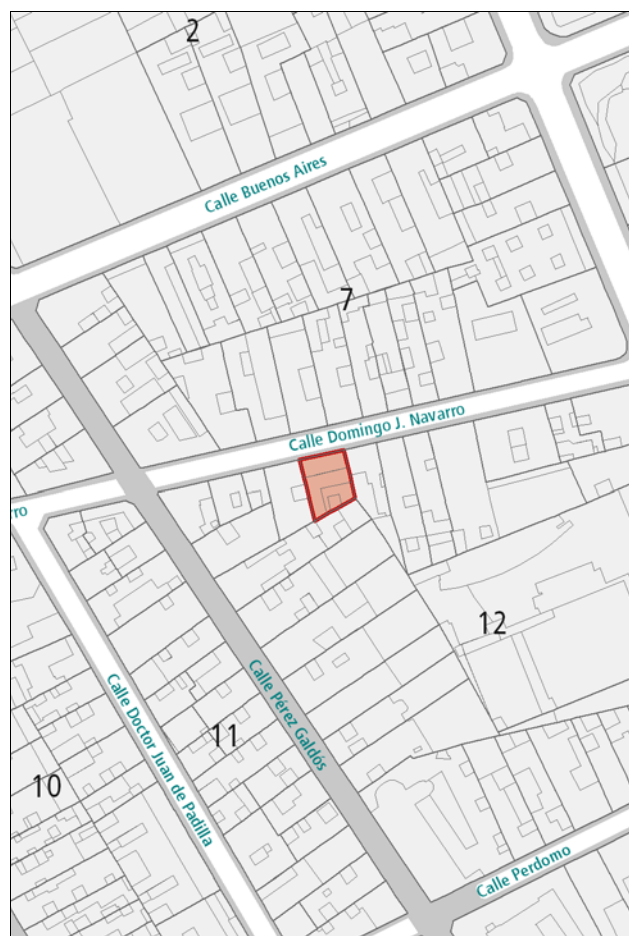 2
Calle Buenos Aires
7
Calle Domingo J. Navarro
rro
12
Calle Pérez Galdós
Calle Doctor Juan de Padilla
11
10
Calle Perdomo